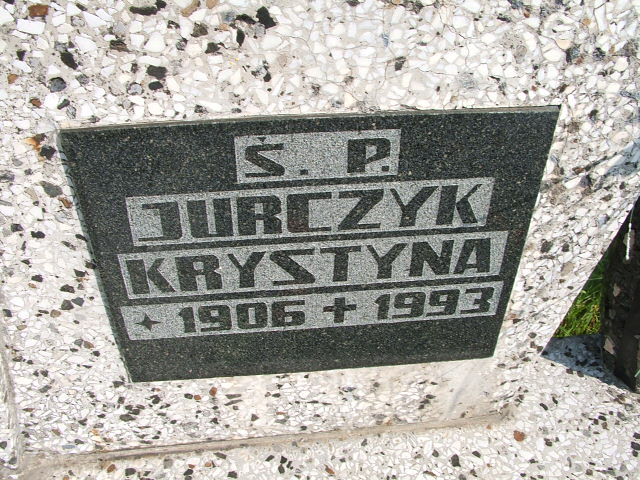 Ś. P.
JURCZYK
KRYSTYNA
✦ 1906 ✝ 1993